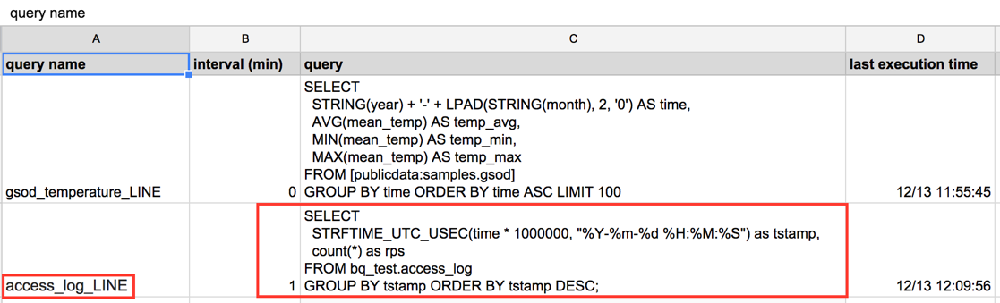 query name
A B C D
query name interval (min) query last execution time
SELECT
STRING(year) + '-' + LPAD(STRING(month), 2, '0') AS time,
AVG(mean_temp) AS temp_avg,
MIN(mean_temp) AS temp_min,
MAX(mean_temp) AS temp_max
FROM [publicdata:samples.gsod]
gsod_temperature_LINE 0 GROUP BY time ORDER BY time ASC LIMIT 100 12/13 11:55:45
SELECT
STRFTIME_UTC_USEC(time * 1000000, "%Y-%m-%d %H:%M:%S") as tstamp,
count(*) as rps
FROM bq_test.access_log
access_log_LINE 1 GROUP BY tstamp ORDER BY tstamp DESC; 12/13 12:09:56